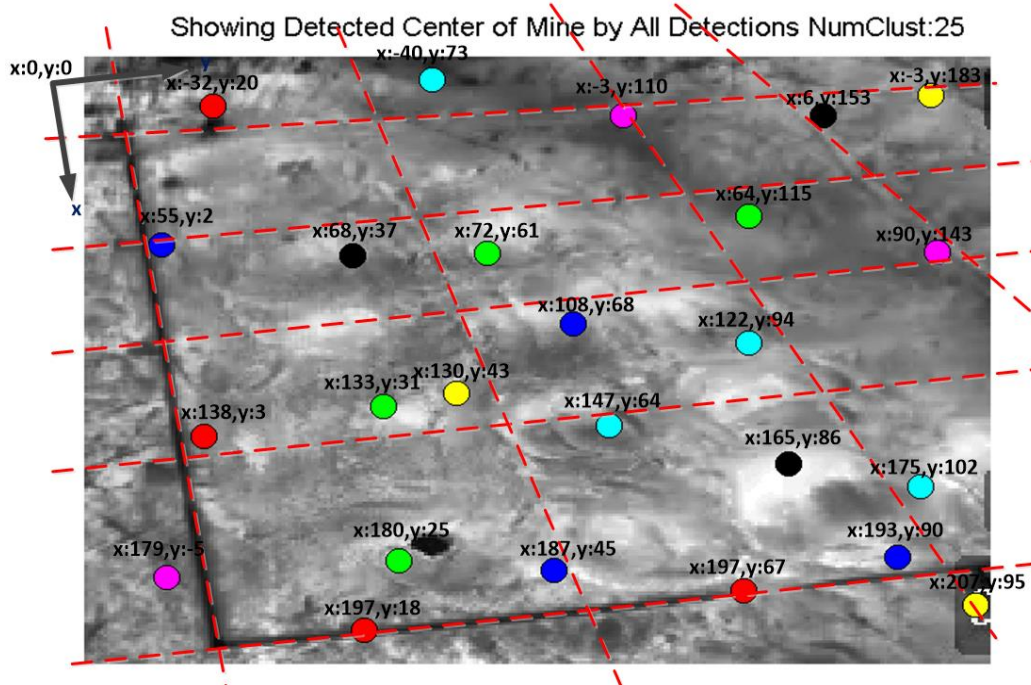 Showing Detected Center of Mine by All Detections NumClust:25
x:-40,y:73
x:0,y:0
y
x:-32,y:20
x:-3,y:110
x:6,y:153
x:-3,y:183
x
x:55,y:2
x:68,y:37
x:72,y:61
x:64,y:115
x:90,y:143
x:108,y:68
x:122,y:94
x:133,y:31
x:130,y:43
x:138,y:3
x:147,y:64
x:165,y:86
x:175,y:102
x:179,y:-5
x:180,y:25
x:187,y:45
x:193,y:90
x:197,y:67
x:207,y:95
x:197,y:18